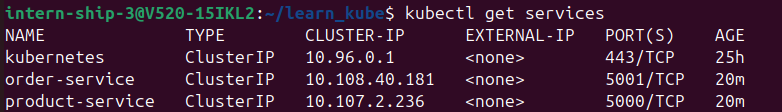 intern-ship-3@V520-15IKL2:~/learn_kube$ kubectl get services
NAME TYPE CLUSTER-IP EXTERNAL-IP PORT(S) AGE
kubernetes ClusterIP 10.96.0.1 <none> 443/TCP 25h
order-service ClusterIP 10.108.40.181 <none> 5001/TCP 20m
product-service ClusterIP 10.107.2.236 <none> 5000/TCP 20m